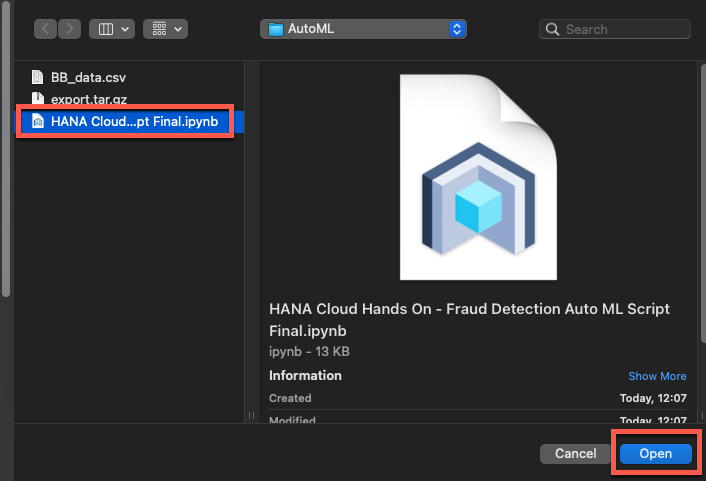 AutoML
Search
BB_data.csv
export.tar.gz
HANA Cloud...pt Final.ipynb
HANA Cloud Hands On - Fraud Detection Auto ML Script
Final.ipynb
ipynb - 13 KB
Information
Show More
Created
Today, 12:07
Modified
Today, 12:07
Cancel
Open